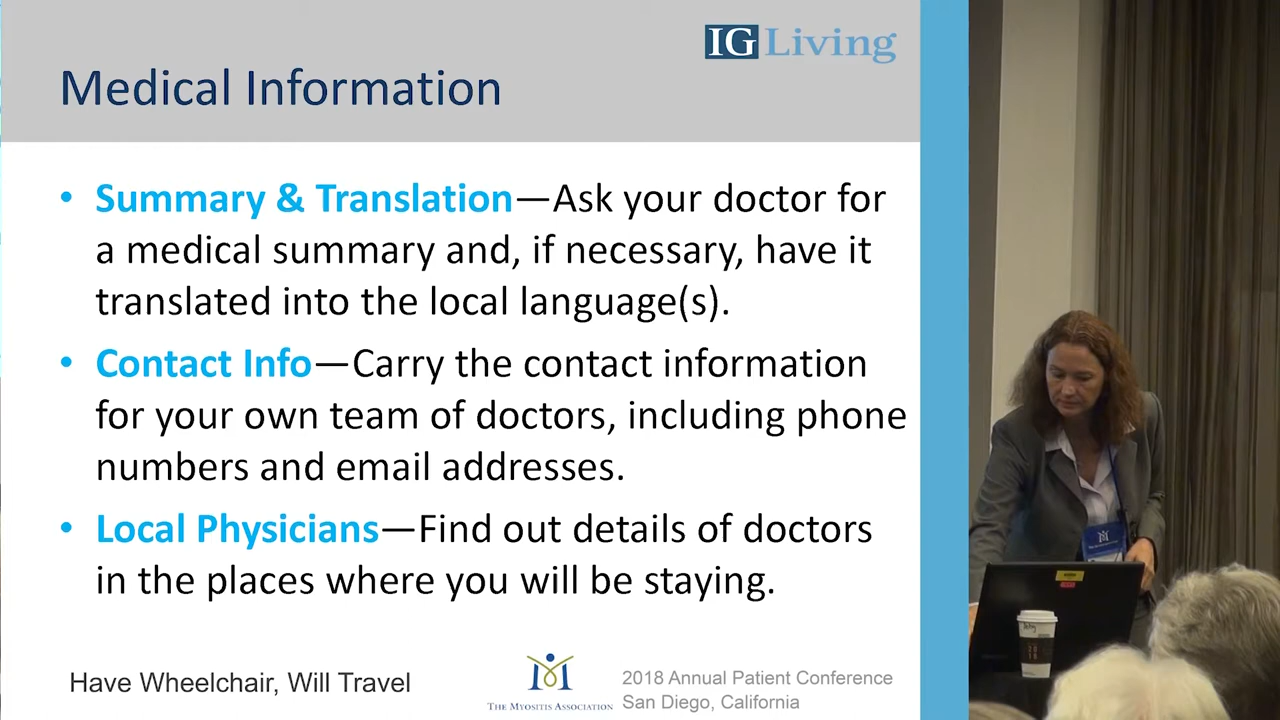 IG Living
Medical Information
• Summary & Translation—Ask your doctor for
a medical summary and, if necessary, have it
translated into the local language(s).
• Contact Info—Carry the contact information
for your own team of doctors, including phone
numbers and email addresses.
• Local Physicians—Find out details of doctors
in the places where you will be staying.
Have Wheelchair, Will Travel
THE MYOSITIS ASSOCIATION
2018 Annual Patient Conference
San Diego, California